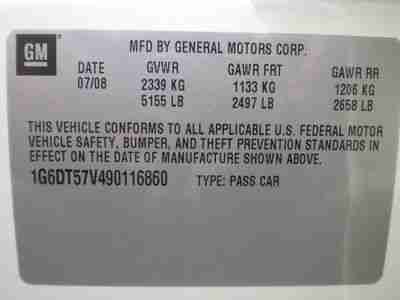 GM
MFD BY GENERAL MOTORS CORP.
DATE GVWR GAWR FRT GAWR RR
07/08 2339 KG 1133 KG 1206 KG
5155 LB 2497 LB 2658 LB
THIS VEHICLE CONFORMS TO ALL APPLICABLE U.S. FEDERAL MOTOR
VEHICLE SAFETY, BUMPER, AND THEFT PREVENTION STANDARDS IN
EFFECT ON THE DATE OF MANUFACTURE SHOWN ABOVE.
1G6DT57V490116860 TYPE: PASS CAR